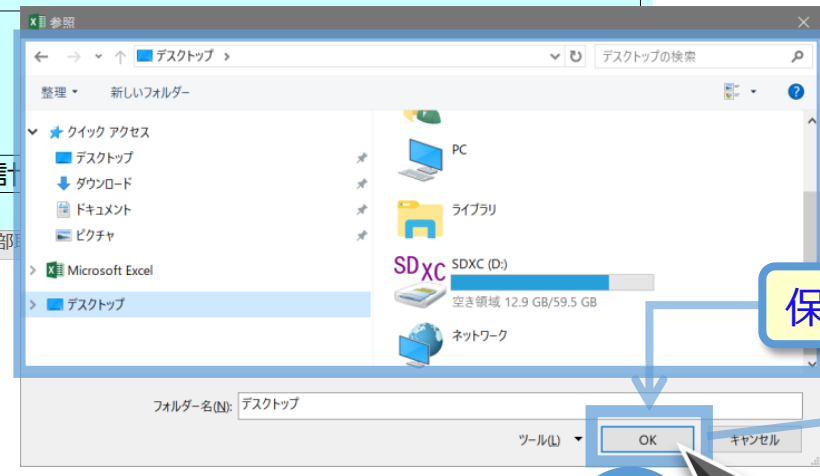 参照
デスクトップ
デスクトップの検索
整理
新しいフォルダー
クイック アクセス
デスクトップ
ダウンロード
ドキュメント
ピクチャ
Microsoft Excel
デスクトップ
PC
ライブラリ
SDXC
SDXC (D:)
空き領域 12.9 GB/59.5 GB
ネットワーク
計
部
保
フォルダー名(N): デスクトップ
ツール(L)
OK
キャンセル